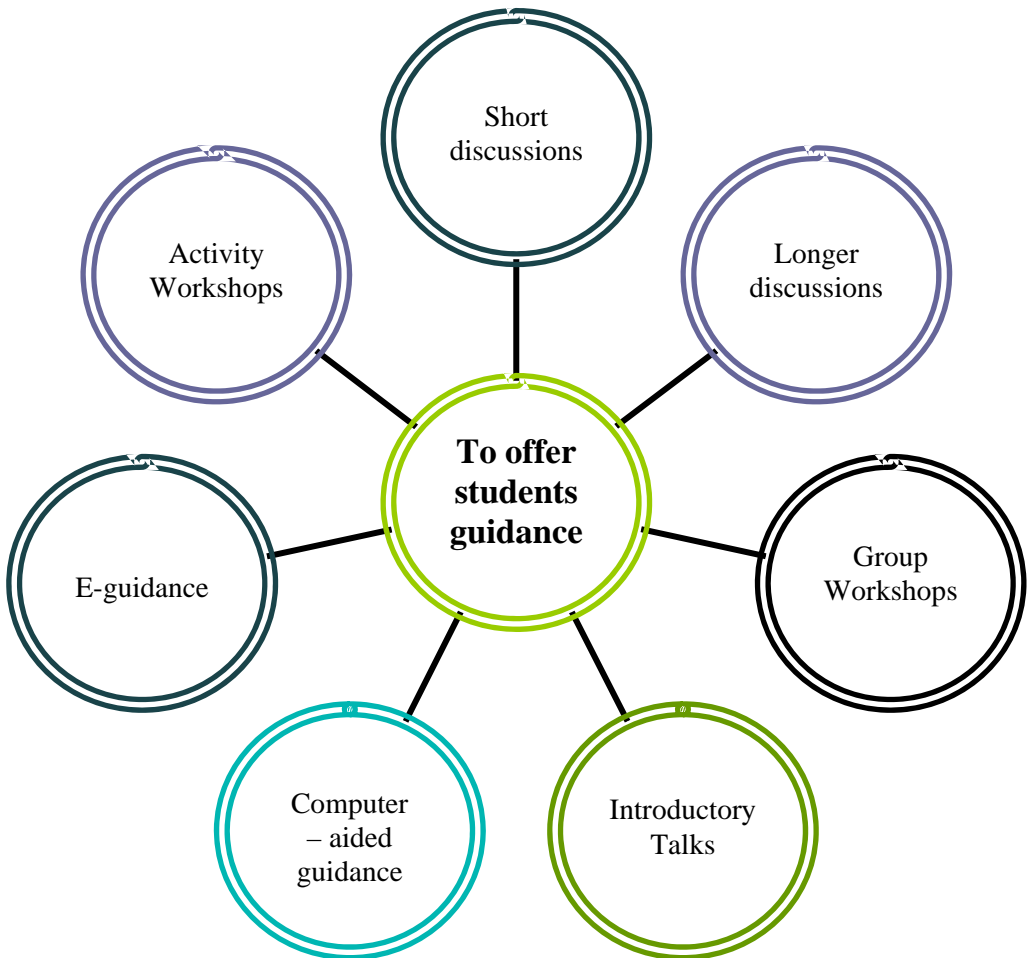 Short
discussions
Activity
Workshops
Longer
discussions
To offer
students
guidance
E-guidance
Group
Workshops
Computer
– aided
guidance
Introductory
Talks